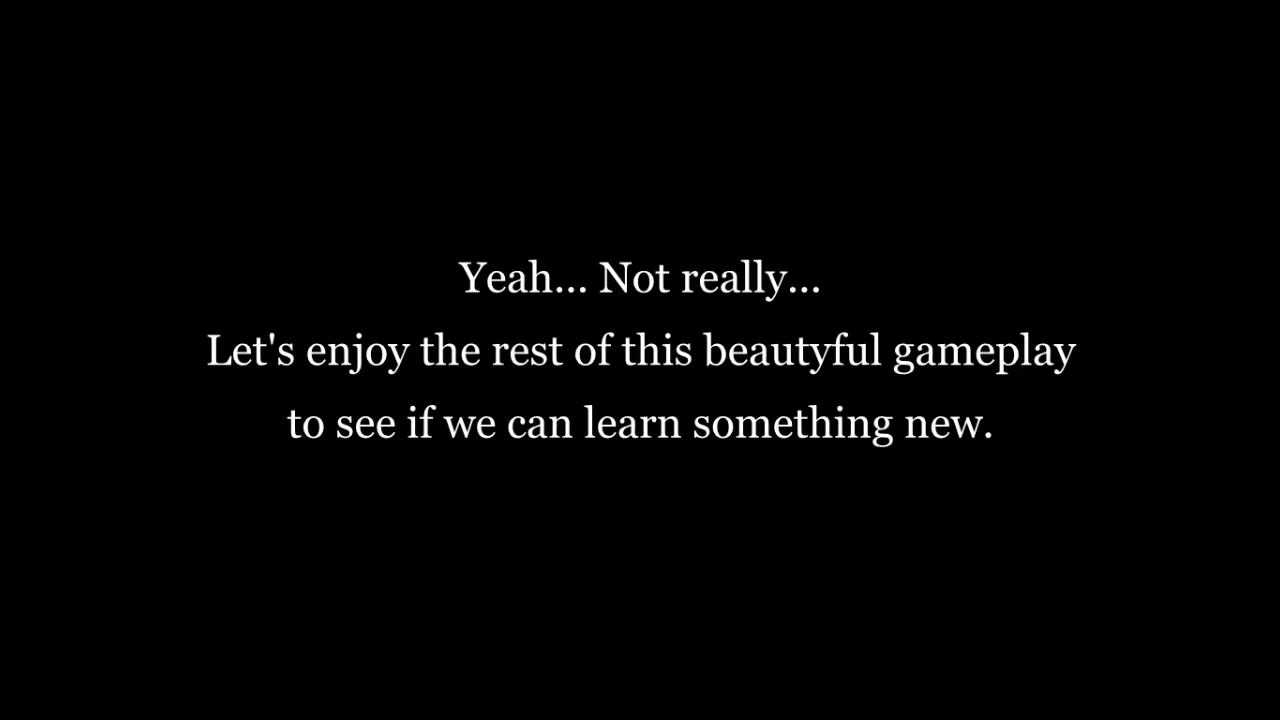 Yeah... Not really...
Let's enjoy the rest of this beautyful gameplay
to see if we can learn something new.